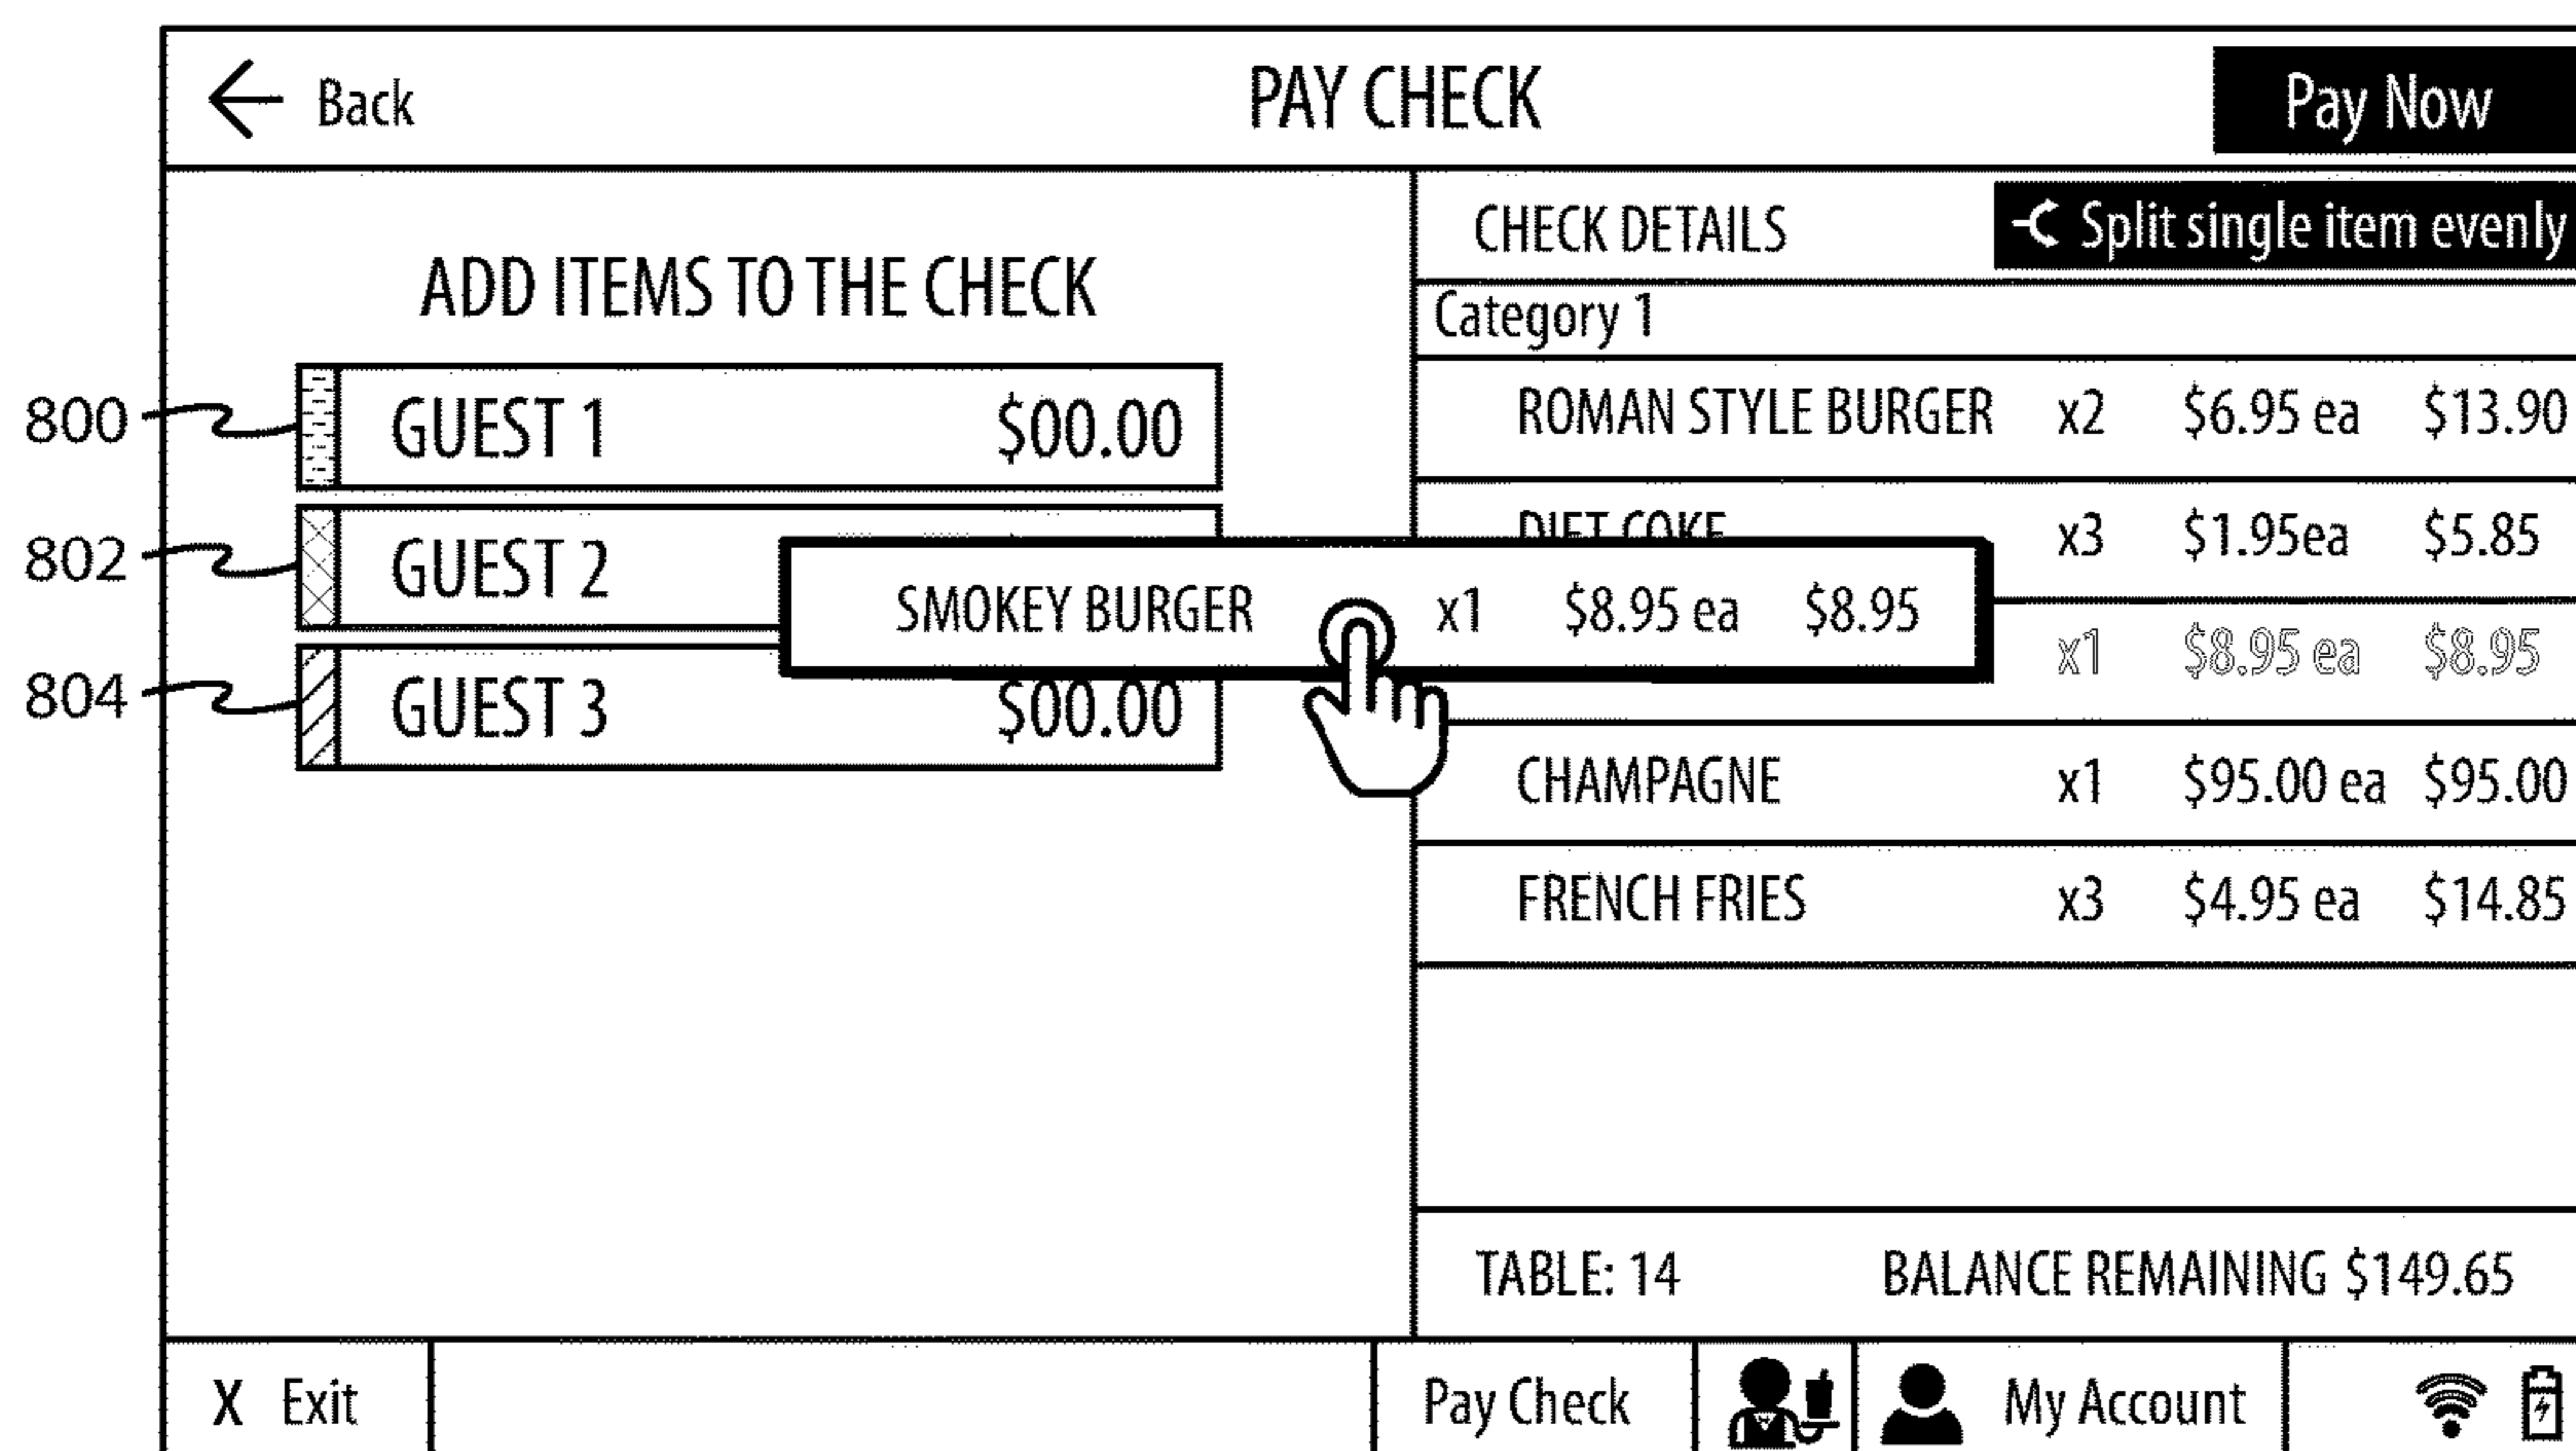 Back PAY CHECK Pay Now
ADD ITEMS TO THE CHECK
800 GUEST 1 $00.00
802 GUEST 2
804 GUEST 3 $00.00
CHECK DETAILS Split single item evenly
Category 1
ROMAN STYLE BURGER x2 $6.95 ea $13.90
DIET COKE x3 $1.95ea $5.85
SMOKEY BURGER x1 $8.95 ea $8.95
x1 $8.95 ea $8.95
CHAMPAGNE x1 $95.00 ea $95.00
FRENCH FRIES x3 $4.95 ea $14.85
TABLE: 14 BALANCE REMAINING $149.65
X Exit Pay Check My Account